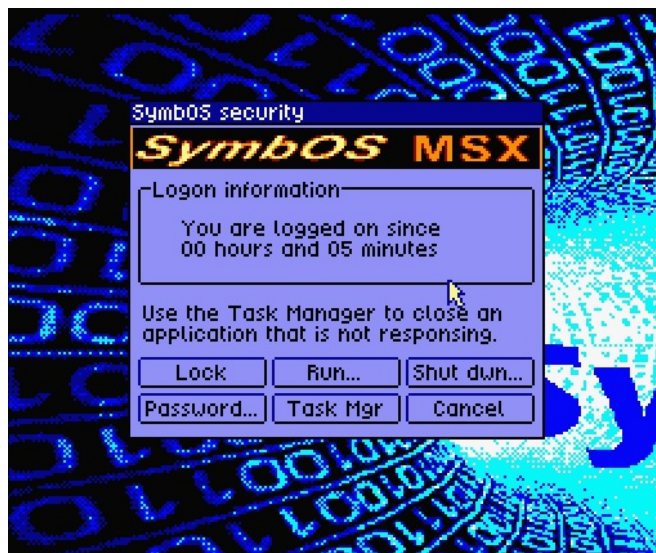 SymbOS security
SymbOS MSX
Logon information
You are logged on since
00 hours and 05 minutes
Use the Task Manager to close an
application that is not responsing.
Lock Run... Shut dwn...
Password... Task Mgr Cancel
Sy